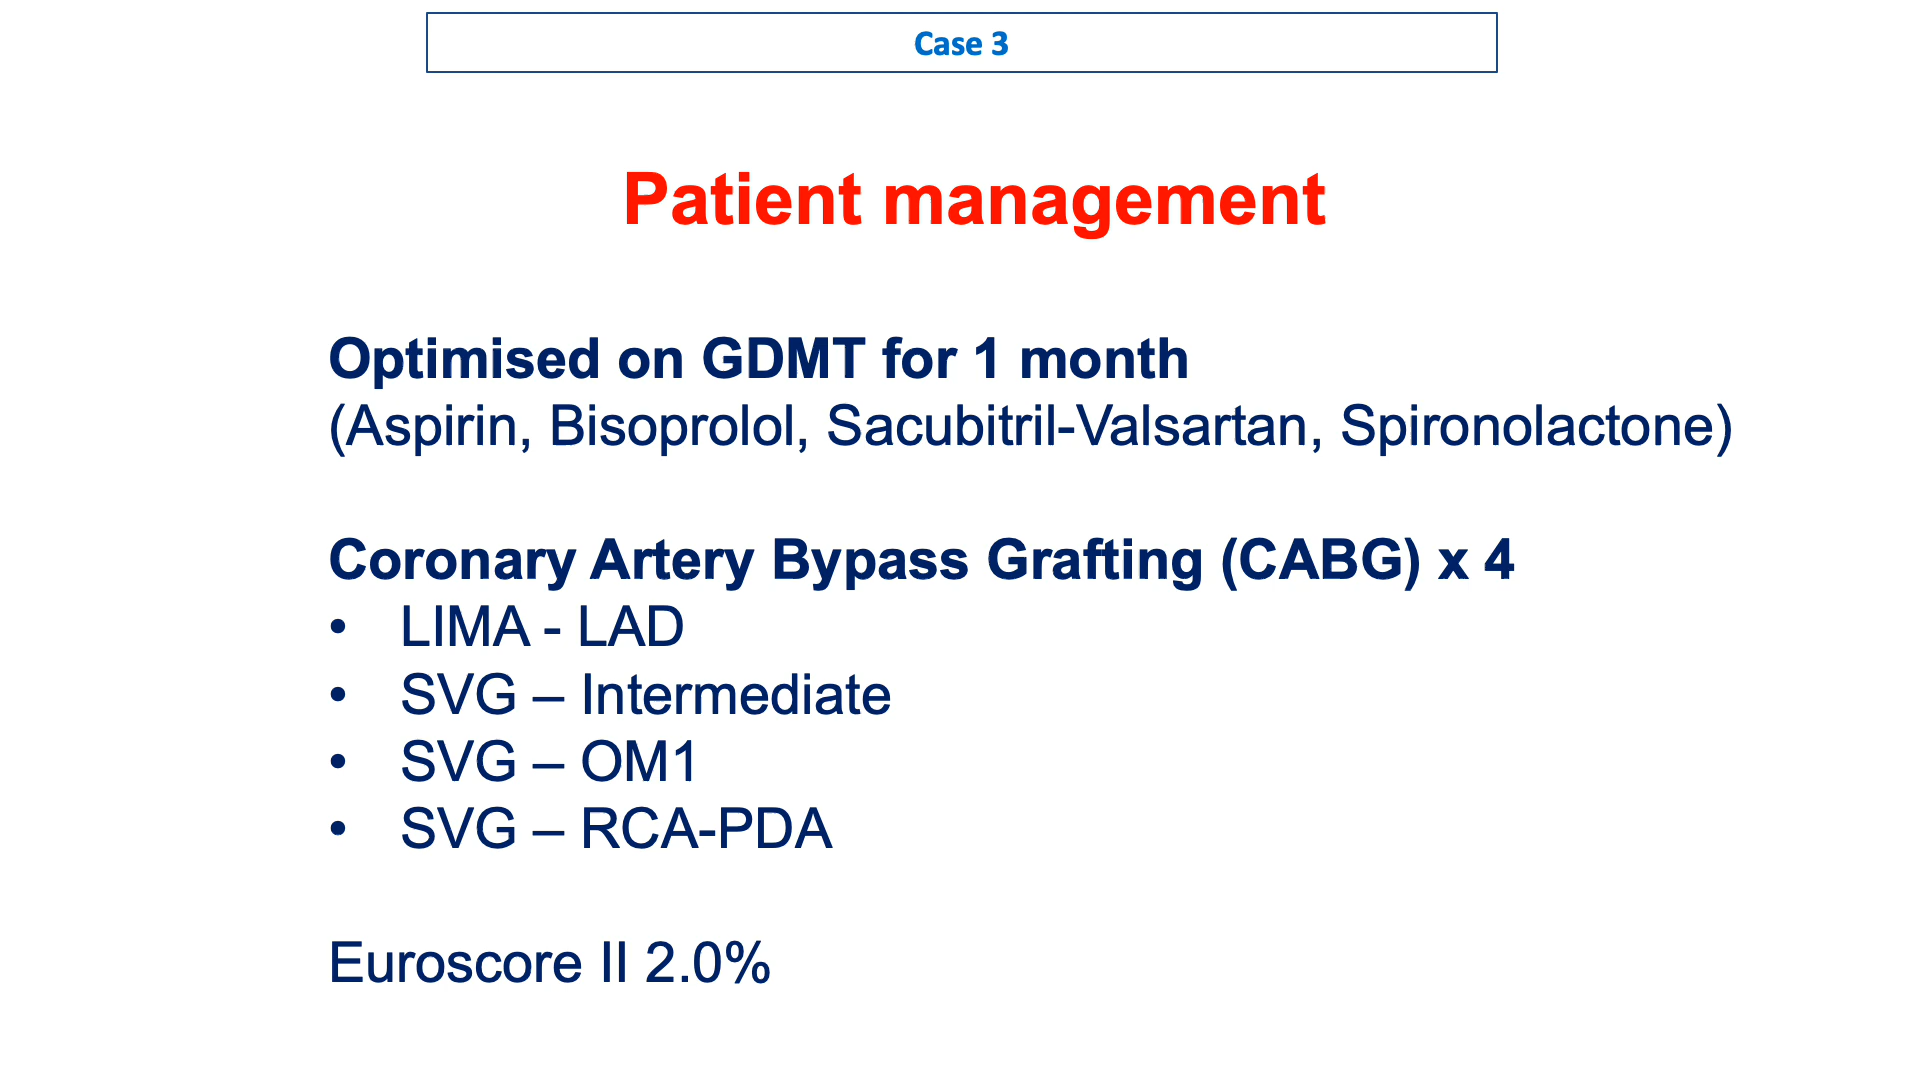 Case 3
Patient management
Optimised on GDMT for 1 month
(Aspirin, Bisoprolol, Sacubitril-Valsartan, Spironolactone)
Coronary Artery Bypass Grafting (CABG) x 4
• LIMA - LAD
• SVG – Intermediate
• SVG – OM1
• SVG – RCA-PDA
Euroscore II 2.0%